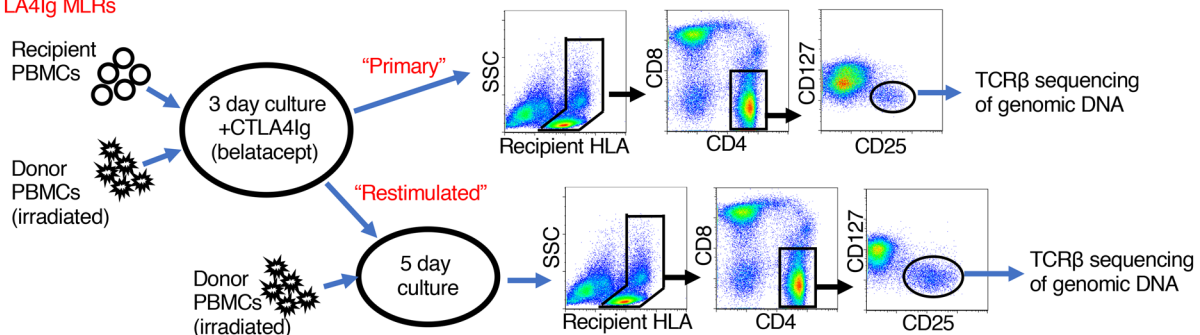 LA4Ig MLRs
Recipient
PBMCs
3 day culture
+CTLA4Ig
(belatacept)
Donor
PBMCs
(irradiated)
“Primary”
SSC
Recipient HLA
CD8
CD4
CD127
CD25
TCRβ sequencing
of genomic DNA
“Restimulated”
Donor
PBMCs
(irradiated)
5 day
culture
SSC
Recipient HLA
CD8
CD4
CD127
CD25
TCRβ sequencing
of genomic DNA